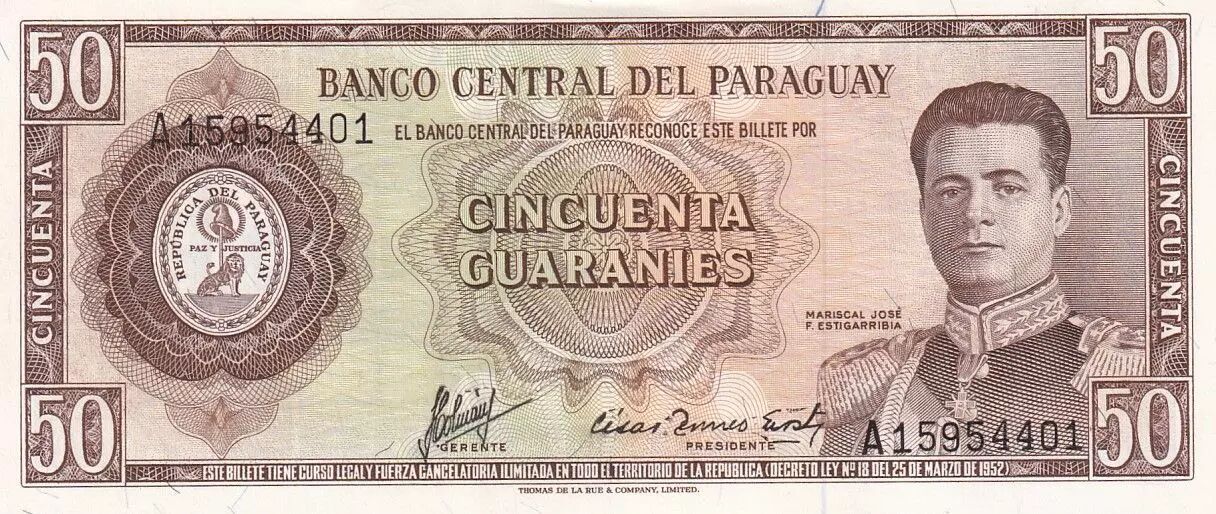 50
50
BANCO CENTRAL DEL PARAGUAY
A15954401
EL BANCO CENTRAL DEL PARAGUAY RECONOCE ESTE BILLETE POR
CINCUENTA
CINCUENTA
REPÚBLICA DEL PARAGUAY
PAZ Y JUSTICIA
CINCUENTA
GUARANIES
MARISCAL JOSÉ
F. ESTIGARRIBIA
GERENTE
PRESIDENTE
A15954401
50
50
ESTE BILLETE TIENE CURSO LEGAL Y FUERZA CANCELATORIA ILIMITADA EN TODO EL TERRITORIO DE LA REPUBLICA (DECRETO LEY Nº 18 DEL 25 DE MARZO DE 1952)
THOMAS DE LA RUE & COMPANY, LIMITED.